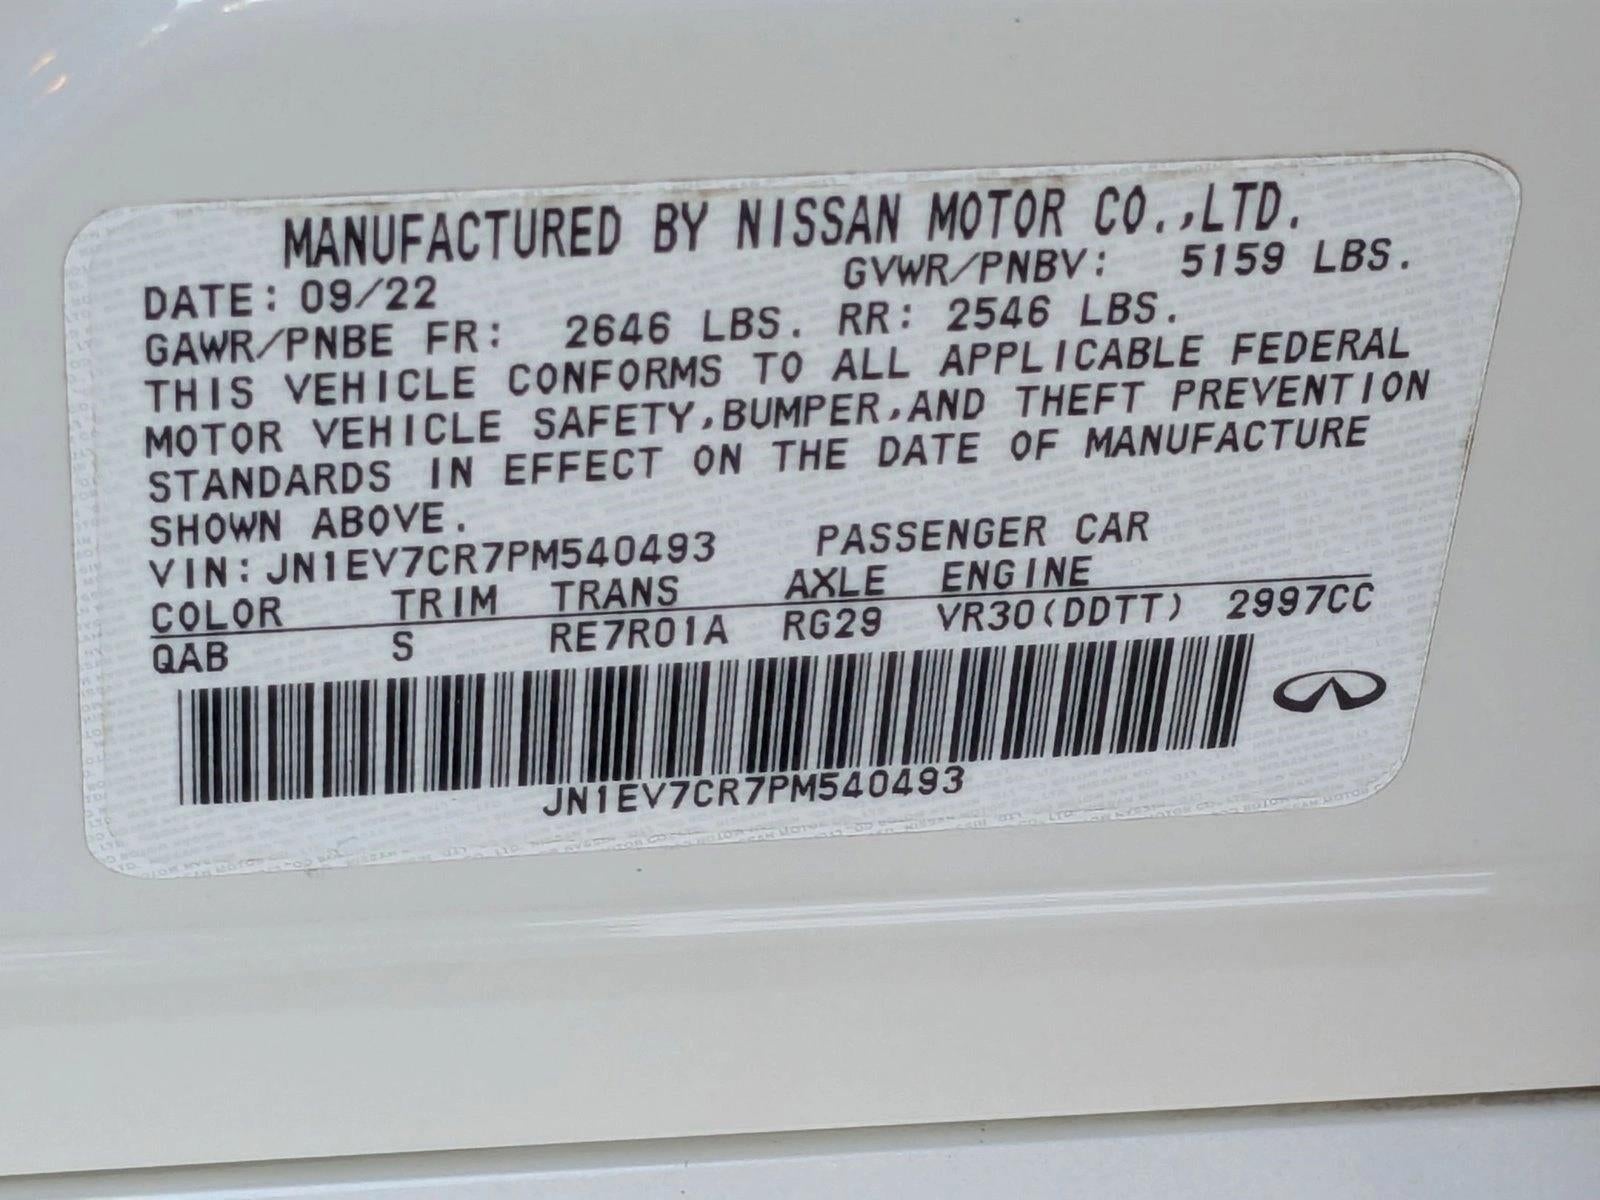 MANUFACTURED BY NISSAN MOTOR CO.,LTD.
DATE: 09/22 GVWR/PNBV: 5159 LBS.
GAWR/PNBE FR: 2646 LBS. RR: 2546 LBS.
THIS VEHICLE CONFORMS TO ALL APPLICABLE FEDERAL
MOTOR VEHICLE SAFETY,BUMPER,AND THEFT PREVENTION
STANDARDS IN EFFECT ON THE DATE OF MANUFACTURE
SHOWN ABOVE.
VIN:JN1EV7CR7PM540493 PASSENGER CAR
COLOR TRIM TRANS AXLE ENGINE
QAB S RE7R01A RG29 VR30(DDTT) 2997CC
JN1EV7CR7PM540493